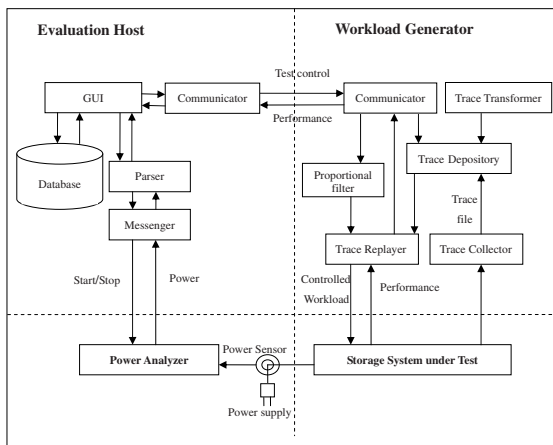 Evaluation Host
Workload Generator
Test control
GUI
Communicator
Communicator
Trace Transformer
Performance
Database
Parser
Proportional
filter
Trace Depository
Messenger
Trace
file
Trace Replayer
Trace Collector
Start/Stop
Power
Controlled
Workload
Performance
Power Sensor
Power Analyzer
Storage System under Test
Power supply